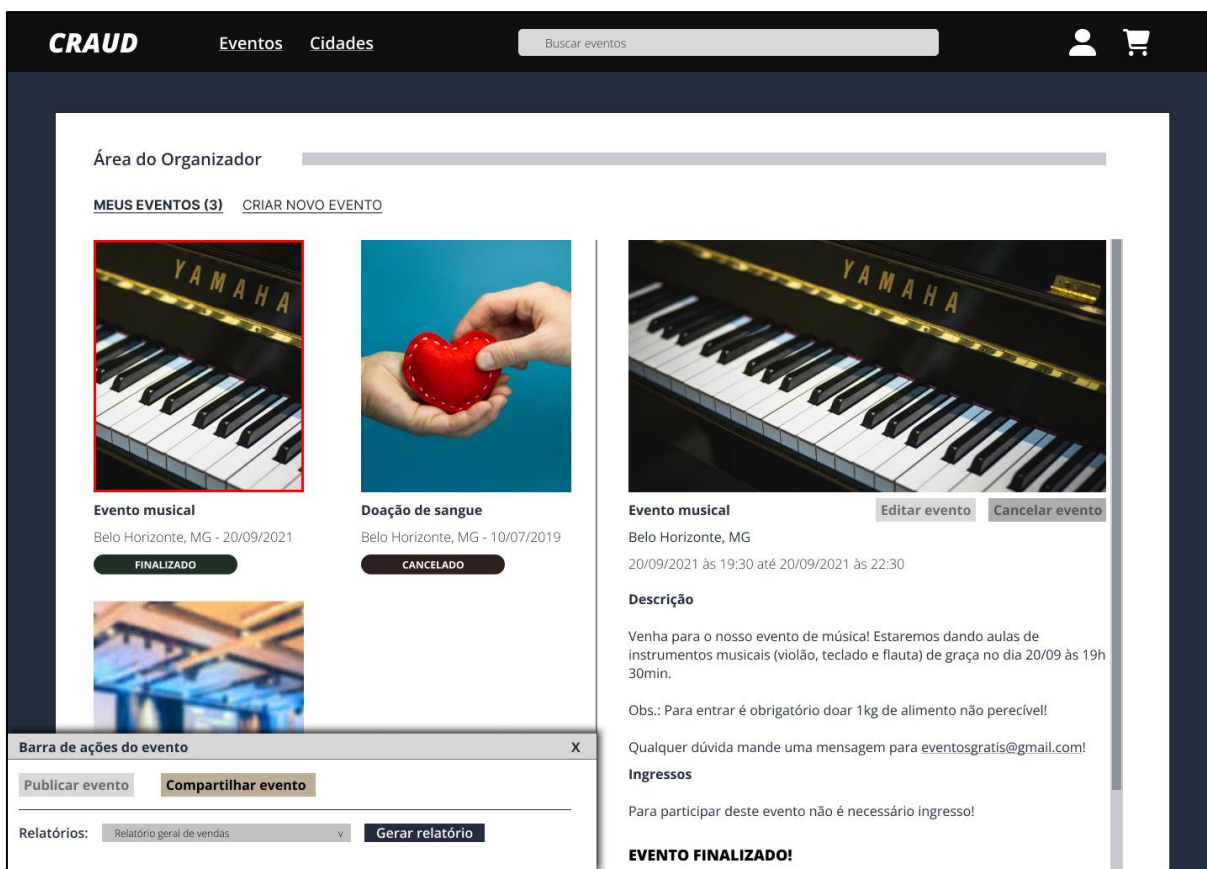 CRAUD
Eventos
Cidades
Buscar eventos
Área do Organizador
MEUS EVENTOS (3)
CRIAR NOVO EVENTO
YAMAHA
Evento musical
Belo Horizonte, MG - 20/09/2021
FINALIZADO
Doação de sangue
Belo Horizonte, MG - 10/07/2019
CANCELADO
YAMAHA
Evento musical
Editar evento
Cancelar evento
Belo Horizonte, MG
20/09/2021 às 19:30 até 20/09/2021 às 22:30
Descrição
Venha para o nosso evento de música! Estaremos dando aulas de
instrumentos musicais (violão, teclado e flauta) de graça no dia 20/09 às 19h
30min.
Obs.: Para entrar é obrigatório doar 1kg de alimento não perecível!
Qualquer dúvida mande uma mensagem para eventosgratis@gmail.com!
Ingressos
Para participar deste evento não é necessário ingresso!
EVENTO FINALIZADO!
Barra de ações do evento
X
Publicar evento
Compartilhar evento
Relatórios:
Relatório geral de vendas
v
Gerar relatório